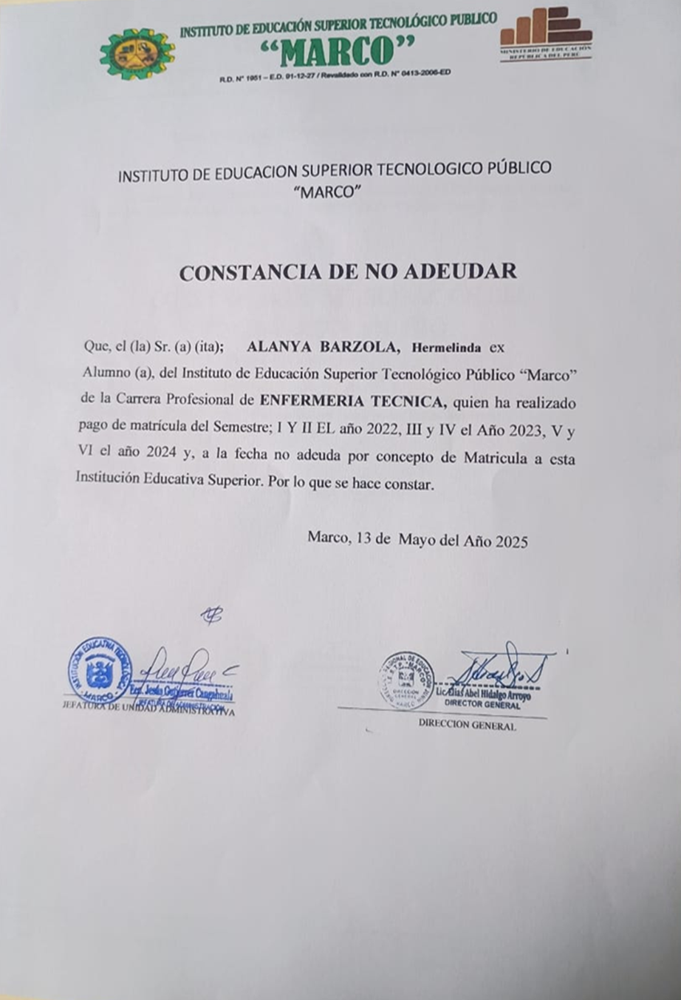 INSTITUTO DE EDUCACIÓN SUPERIOR TECNOLÓGICO PUBLICO
“MARCO”
R.D. N° 1951 – E.D. 91-12-27 / Revalidado con R.D. N° 0413-2006-ED
MINISTERIO DE EDUCACIÓN
REPÚBLICA DEL PERÚ
INSTITUTO DE EDUCACION SUPERIOR TECNOLOGICO PÚBLICO
“MARCO”
CONSTANCIA DE NO ADEUDAR
Que, el (la) Sr. (a) (ita); ALANYA BARZOLA, Hermelinda ex
Alumno (a), del Instituto de Educación Superior Tecnológico Público “Marco”
de la Carrera Profesional de ENFERMERIA TECNICA, quien ha realizado
pago de matrícula del Semestre; I Y II EL año 2022, III y IV el Año 2023, V y
VI el año 2024 y, a la fecha no adeuda por concepto de Matricula a esta
Institución Educativa Superior. Por lo que se hace constar.
Marco, 13 de Mayo del Año 2025
INSTITUCIÓN EDUCATIVA TECNOLÓGICA
- MARCO -
Jesús Gutierrez
JEFATURA DE ADMINISTRACIÓN
JEFATURA DE UNIDAD ADMINISTRATIVA
REGIONAL DE EDUCACION
"MARCO"
DIRECCION
GENERAL
MARCO
Lic. Elias Abel Hidalgo Arroyo
DIRECTOR GENERAL
DIRECCION GENERAL